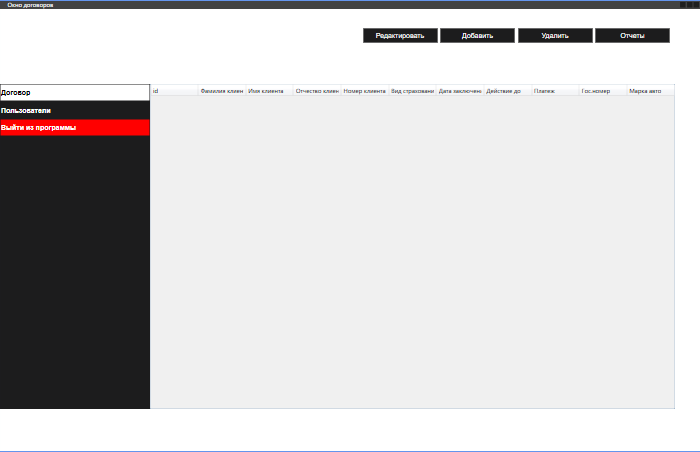 Окно договоров
Редактировать Добавить Удалить Отчеты
Договор
id Фамилия клиен Имя клиента Отчество клиен Номер клиента Вид страховани Дата заключени Действие до Платеж Гос.номер Марка авто
Пользователи
Выйти из программы